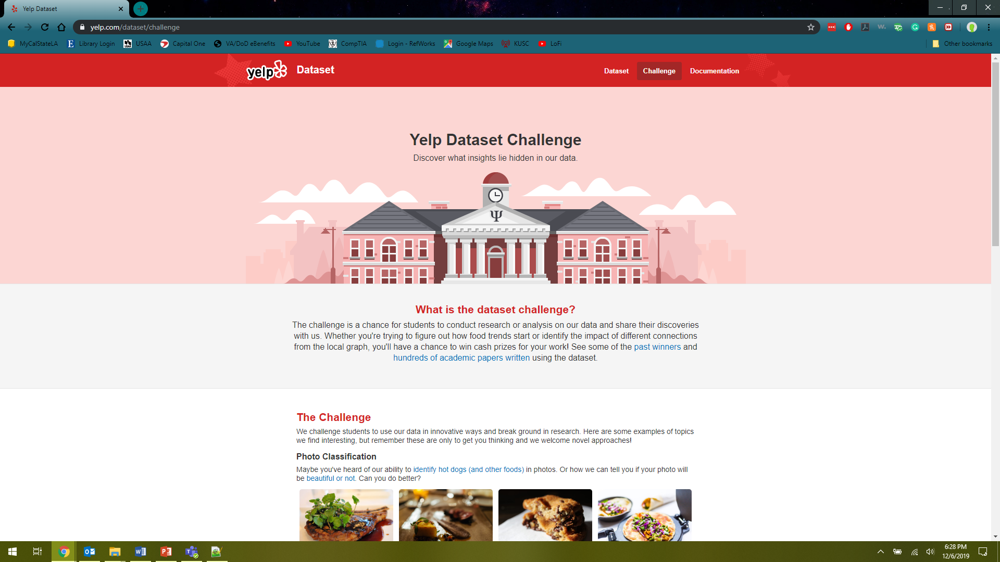 Yelp Dataset
yelp.com/dataset/challenge
MyCalStateLA
Library Login
USAA
Capital One
VA/DoD eBenefits
YouTube
CompTIA
Login - RefWorks
Google Maps
KUSC
LoFi
Other bookmarks
yelp
Dataset
Dataset
Challenge
Documentation
Yelp Dataset Challenge
Discover what insights lie hidden in our data.
Ψ
What is the dataset challenge?
The challenge is a chance for students to conduct research or analysis on our data and share their discoveries
with us. Whether you're trying to figure out how food trends start or identify the impact of different connections
from the local graph, you'll have a chance to win cash prizes for your work! See some of the past winners and
hundreds of academic papers written using the dataset.
The Challenge
We challenge students to use our data in innovative ways and break ground in research. Here are some examples of topics
we find interesting, but remember these are only to get you thinking and we welcome novel approaches!
Photo Classification
Maybe you've heard of our ability to identify hot dogs (and other foods) in photos. Or how we can tell you if your photo will
be beautiful or not. Can you do better?
6:28 PM
12/6/2019